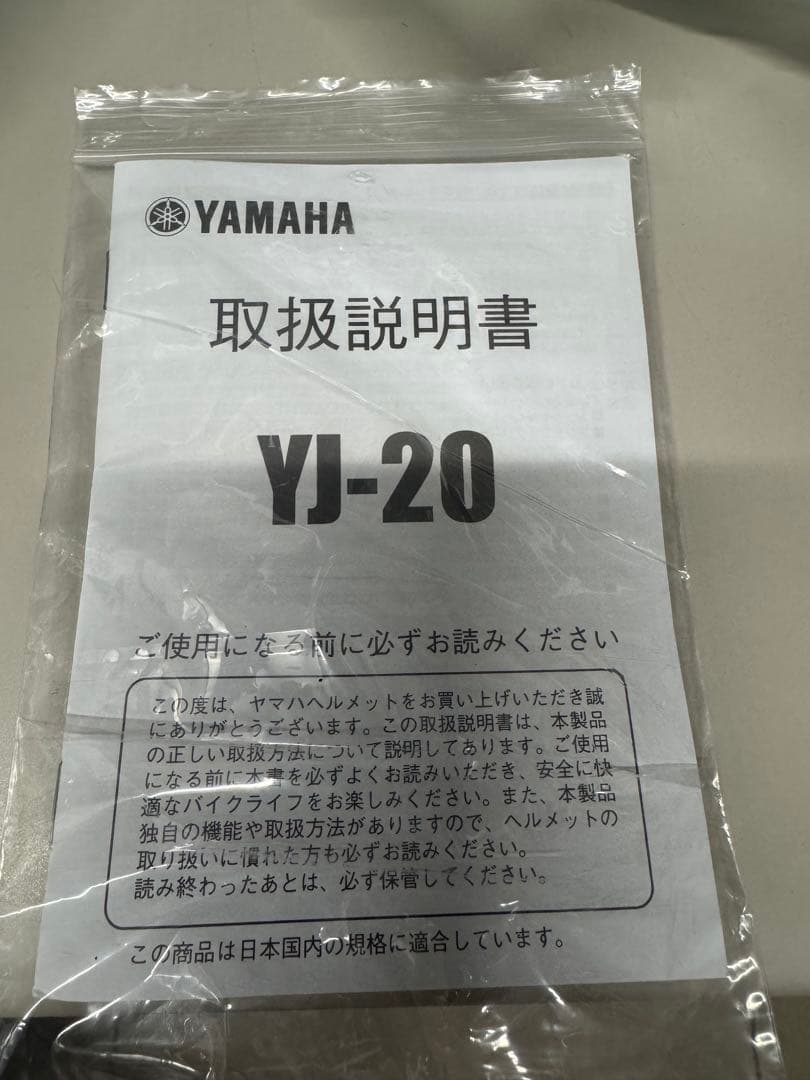 YAMAHA
取扱説明書
YJ-20
ご使用になる前に必ずお読みください
この度は、ヤマハヘルメットをお買い上げいただき誠
にありがとうございます。この取扱説明書は、本製品
の正しい取扱方法について説明してあります。ご使用
になる前に本書を必ずよくお読みいただき、安全に快
適なバイクライフをお楽しみください。また、本製品
独自の機能や取扱方法がありますので、ヘルメットの
取り扱いに慣れた方も必ずお読みください。
読み終わったあとは、必ず保管してください。
この商品は日本国内の規格に適合しています。